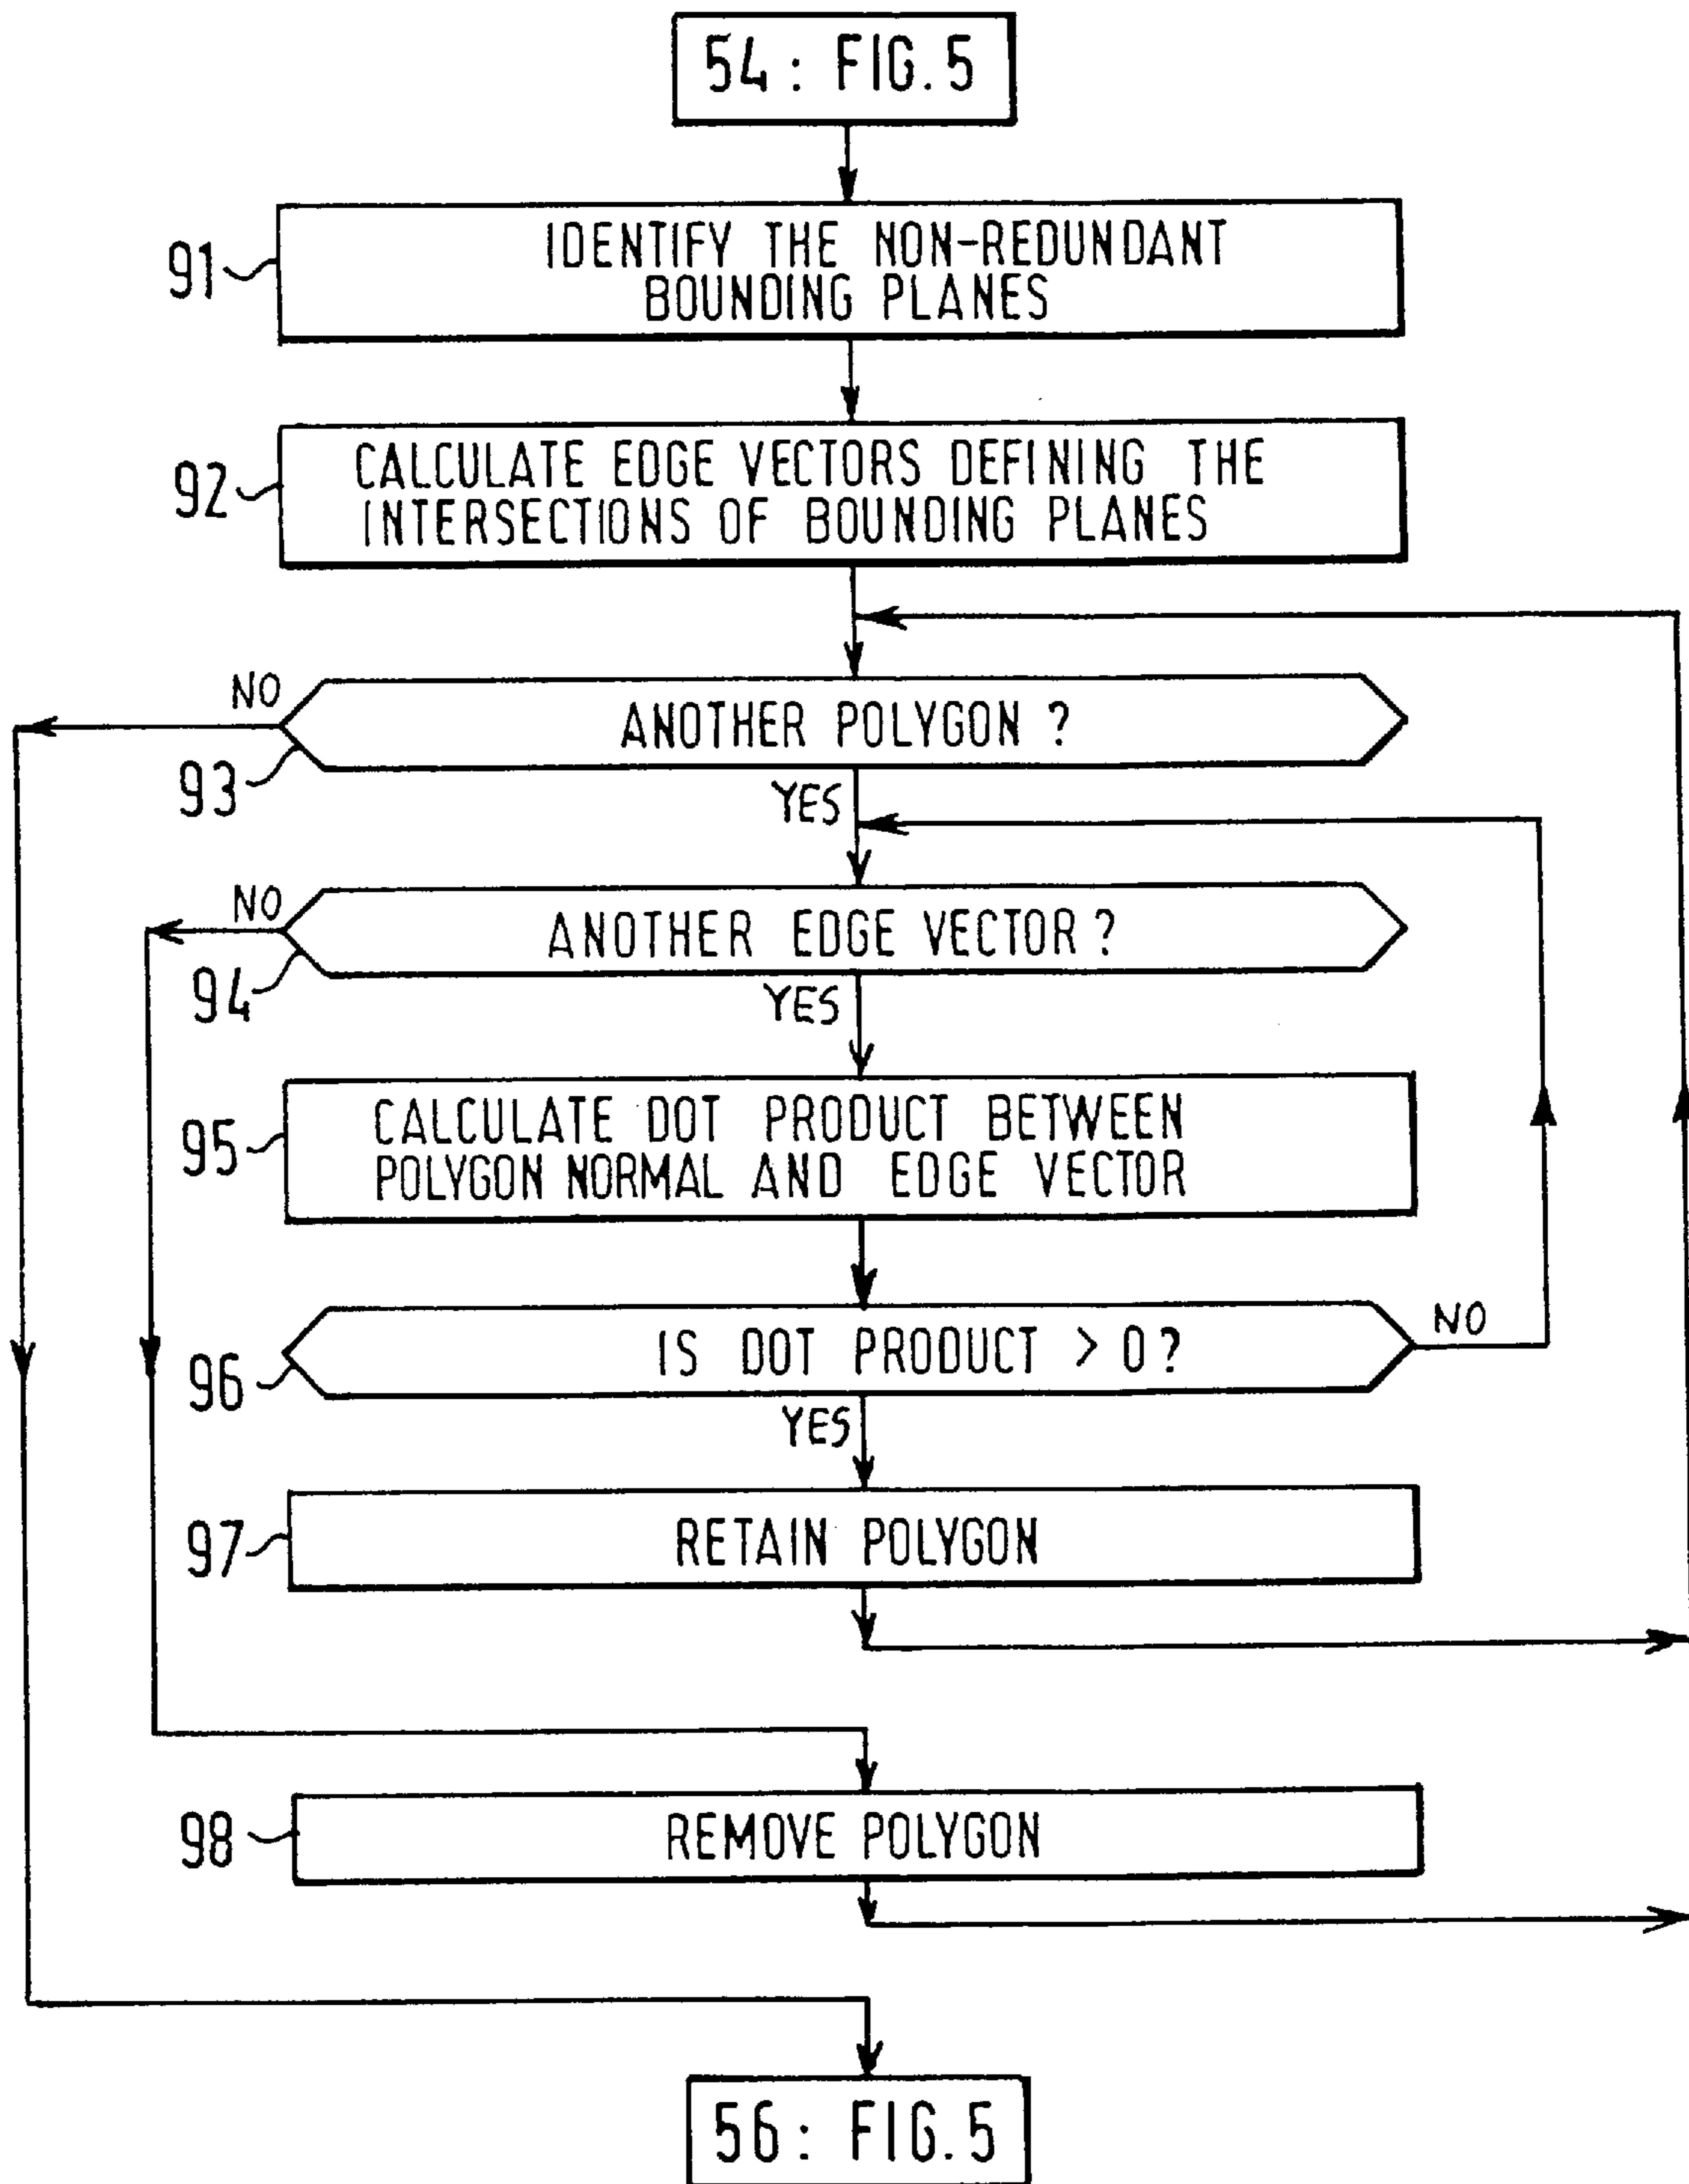 54 : FIG. 5
91
IDENTIFY THE NON-REDUNDANT
BOUNDING PLANES
92
CALCULATE EDGE VECTORS DEFINING THE
INTERSECTIONS OF BOUNDING PLANES
NO
ANOTHER POLYGON ?
93
YES
NO
ANOTHER EDGE VECTOR ?
94
YES
95
CALCULATE DOT PRODUCT BETWEEN
POLYGON NORMAL AND EDGE VECTOR
IS DOT PRODUCT > 0 ?
NO
96
YES
97
RETAIN POLYGON
98
REMOVE POLYGON
56 : FIG. 5